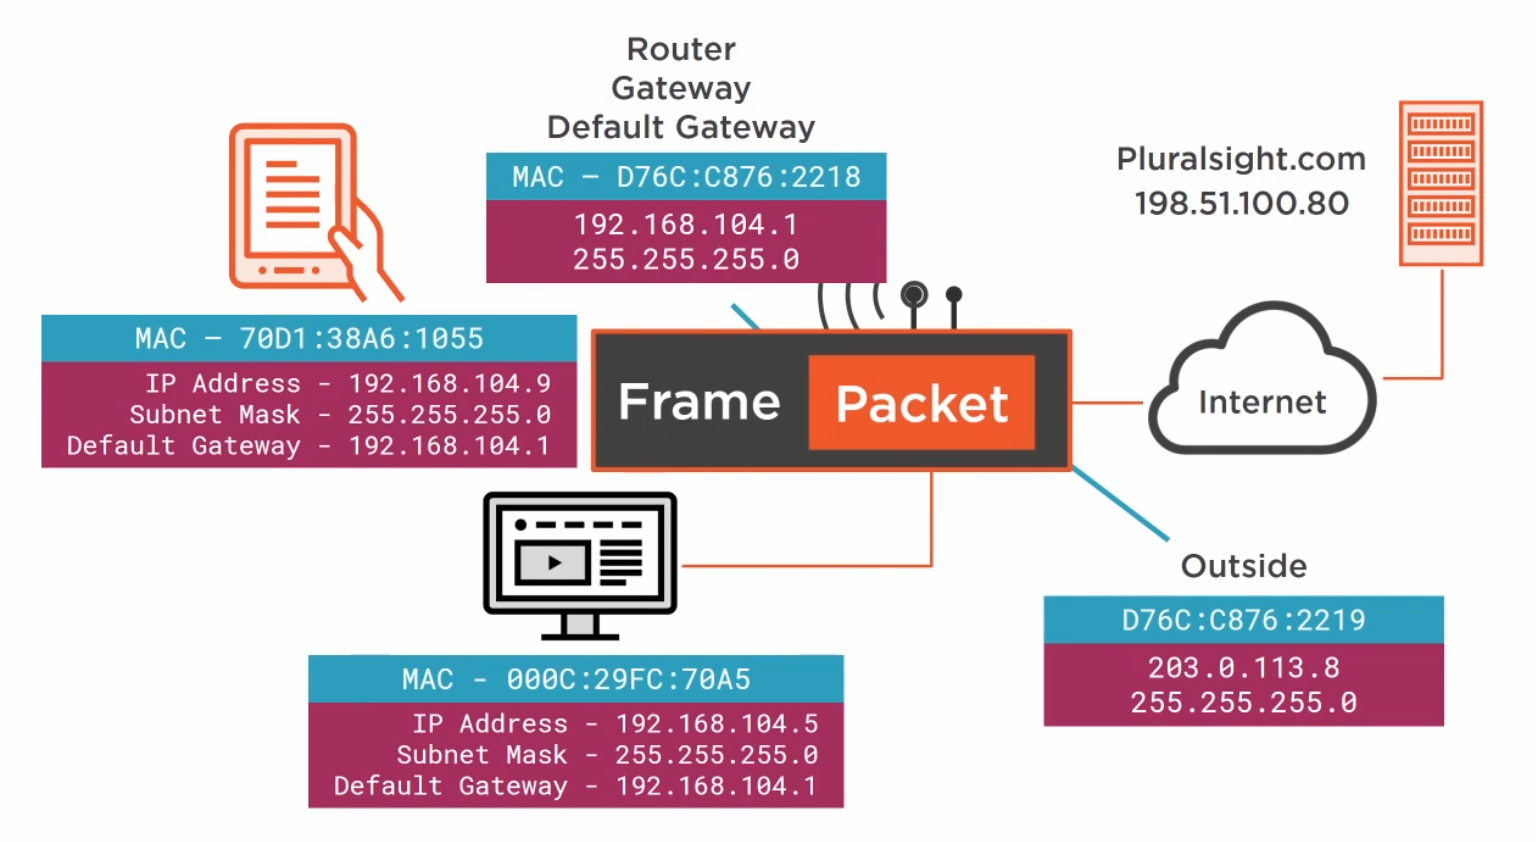 Router
Gateway
Default Gateway
MAC – D76C:C876:2218
192.168.104.1
255.255.255.0
Pluralsight.com
198.51.100.80
MAC – 70D1:38A6:1055
IP Address - 192.168.104.9
Subnet Mask - 255.255.255.0
Default Gateway - 192.168.104.1
Frame
Packet
Internet
Outside
D76C:C876:2219
203.0.113.8
255.255.255.0
MAC - 000C:29FC:70A5
IP Address - 192.168.104.5
Subnet Mask - 255.255.255.0
Default Gateway - 192.168.104.1